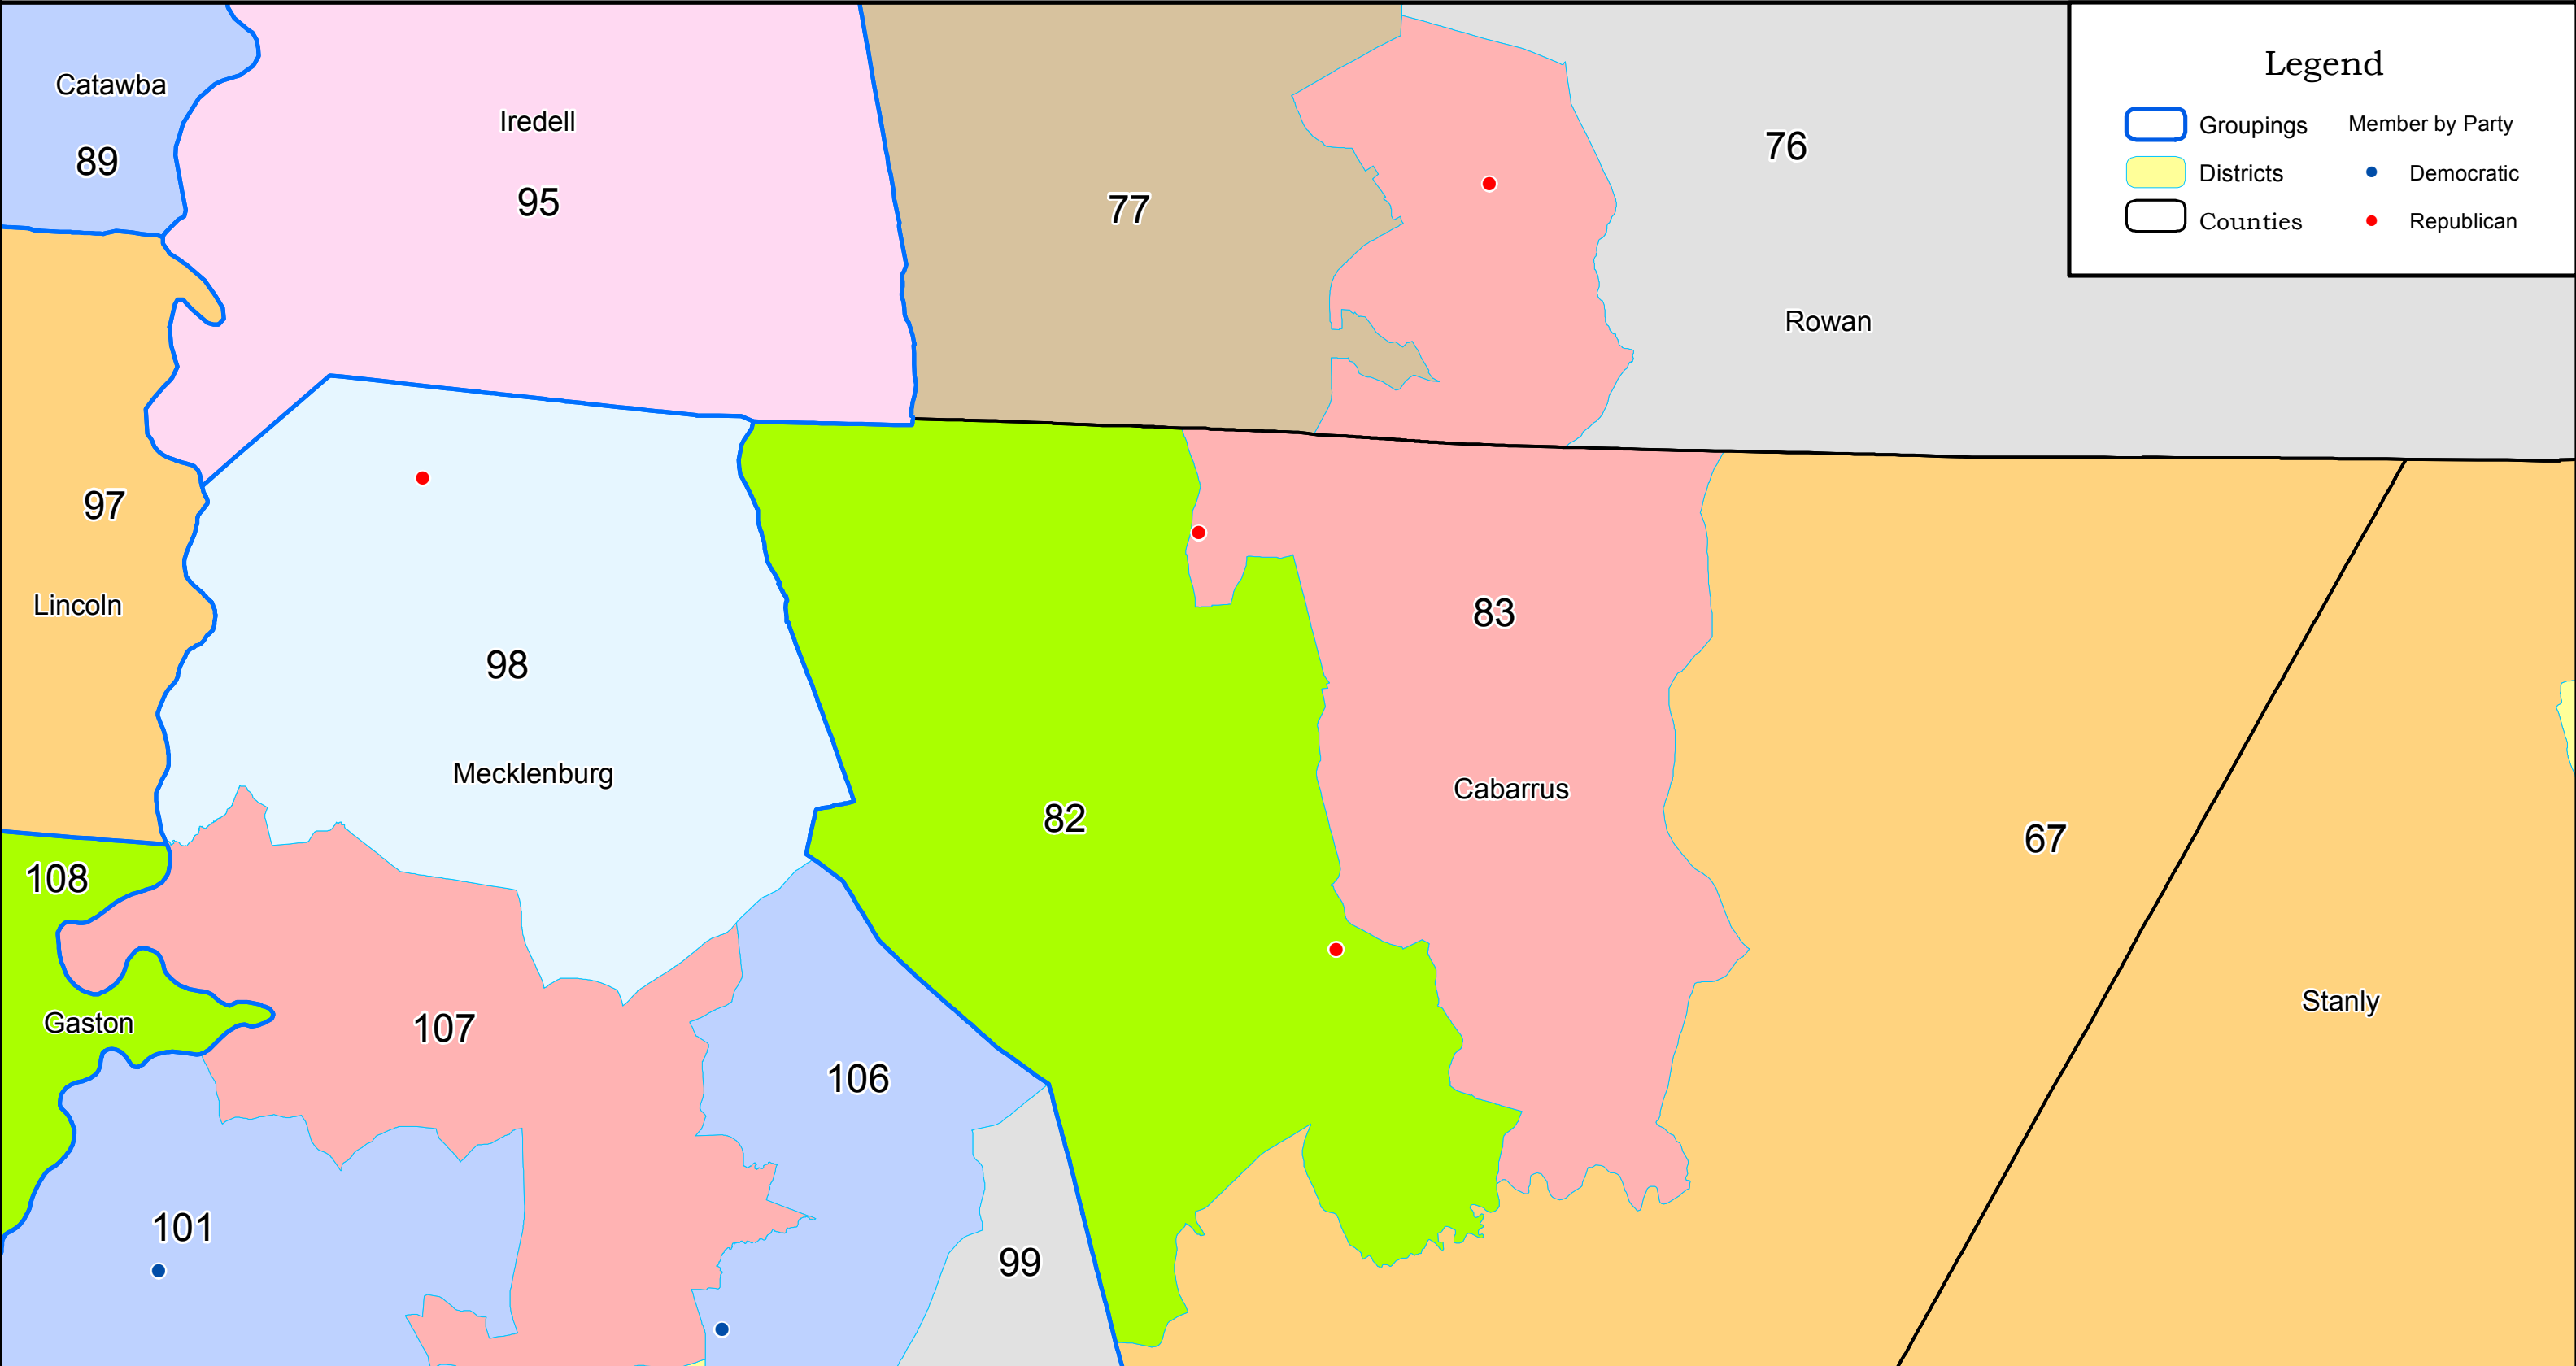 Legend
Groupings
Member by Party
Districts
Democratic
Counties
Republican
Catawba
89
Iredell
95
77
76
Rowan
97
Lincoln
98
Mecklenburg
83
Cabarrus
82
67
Stanly
108
Gaston
107
106
101
99